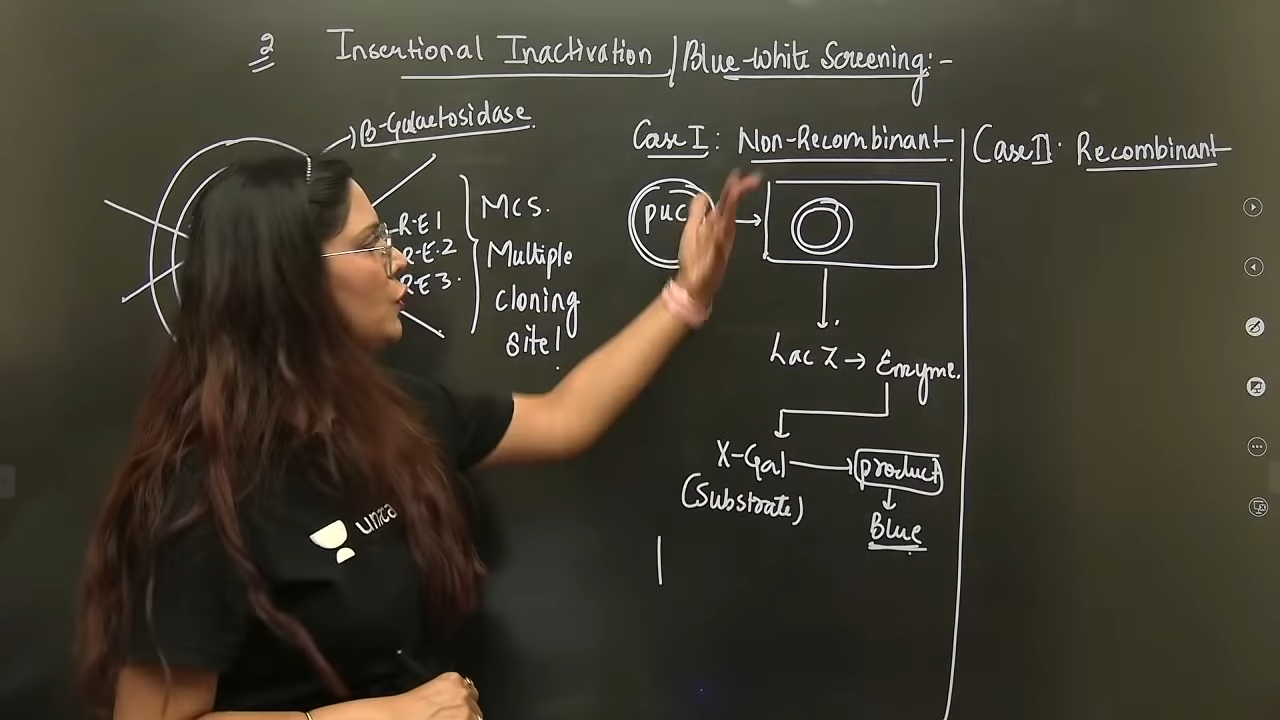 2 Insertional Inactivation / Blue-White Screening:-
β-Galactosidase
R.E 1
R.E.2
R.E 3.
MCS.
Multiple
Cloning
Site!
Case I: Non-Recombinant
puc
Lac Z → Enzyme.
X-Gal → product
(Substrate)
Blue
Case II: Recombinant
una